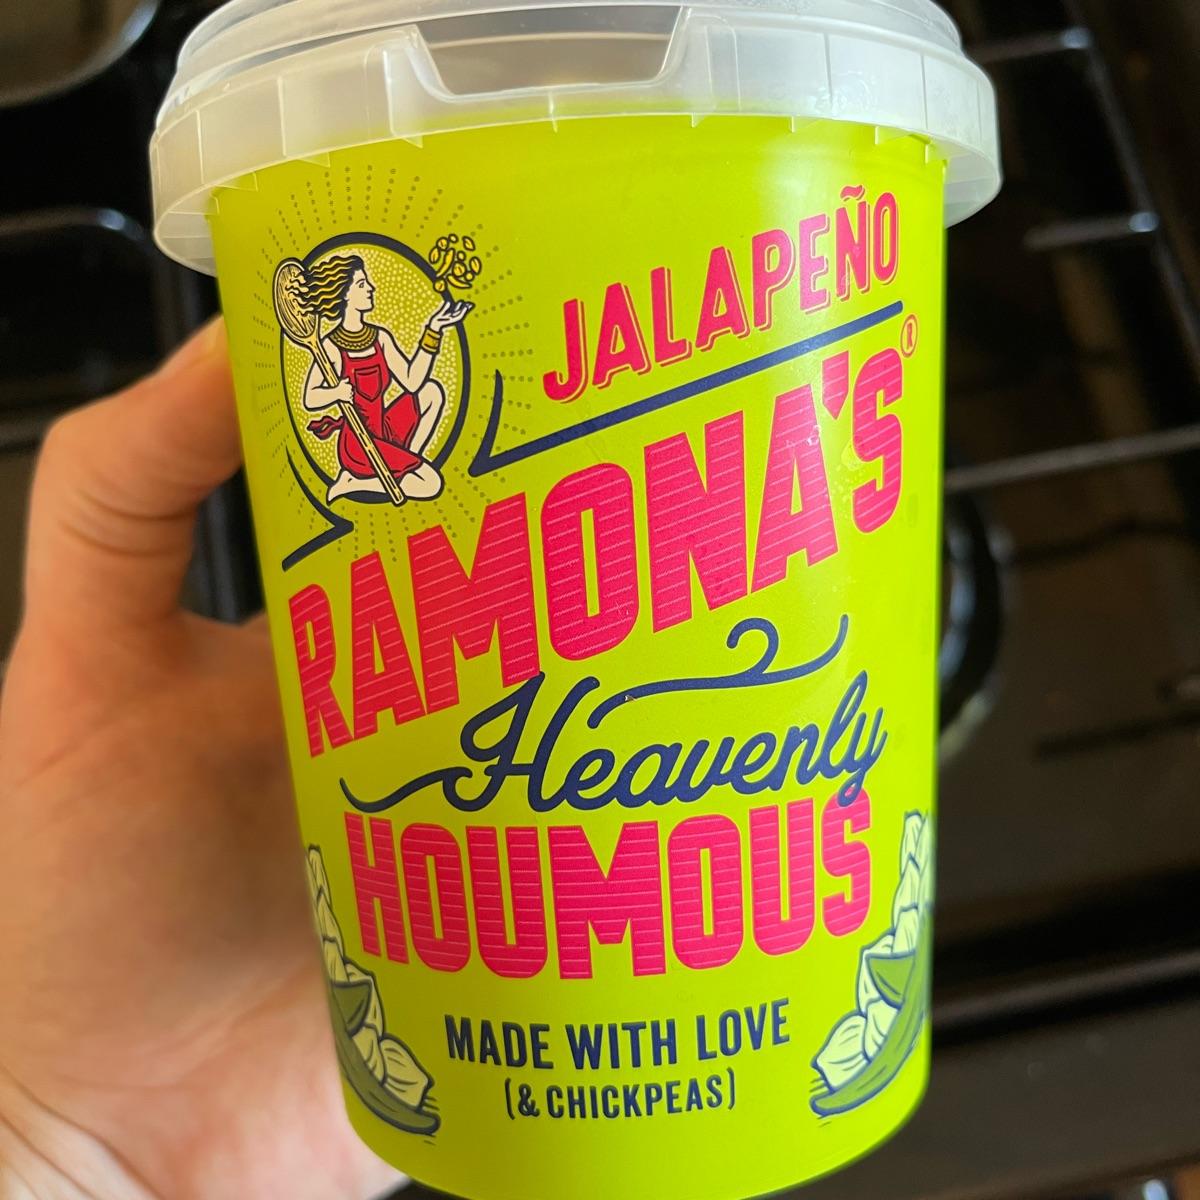 JALAPEÑO
RAMONA'S®
Heavenly
HOUMOUS
MADE WITH LOVE
(& CHICKPEAS)